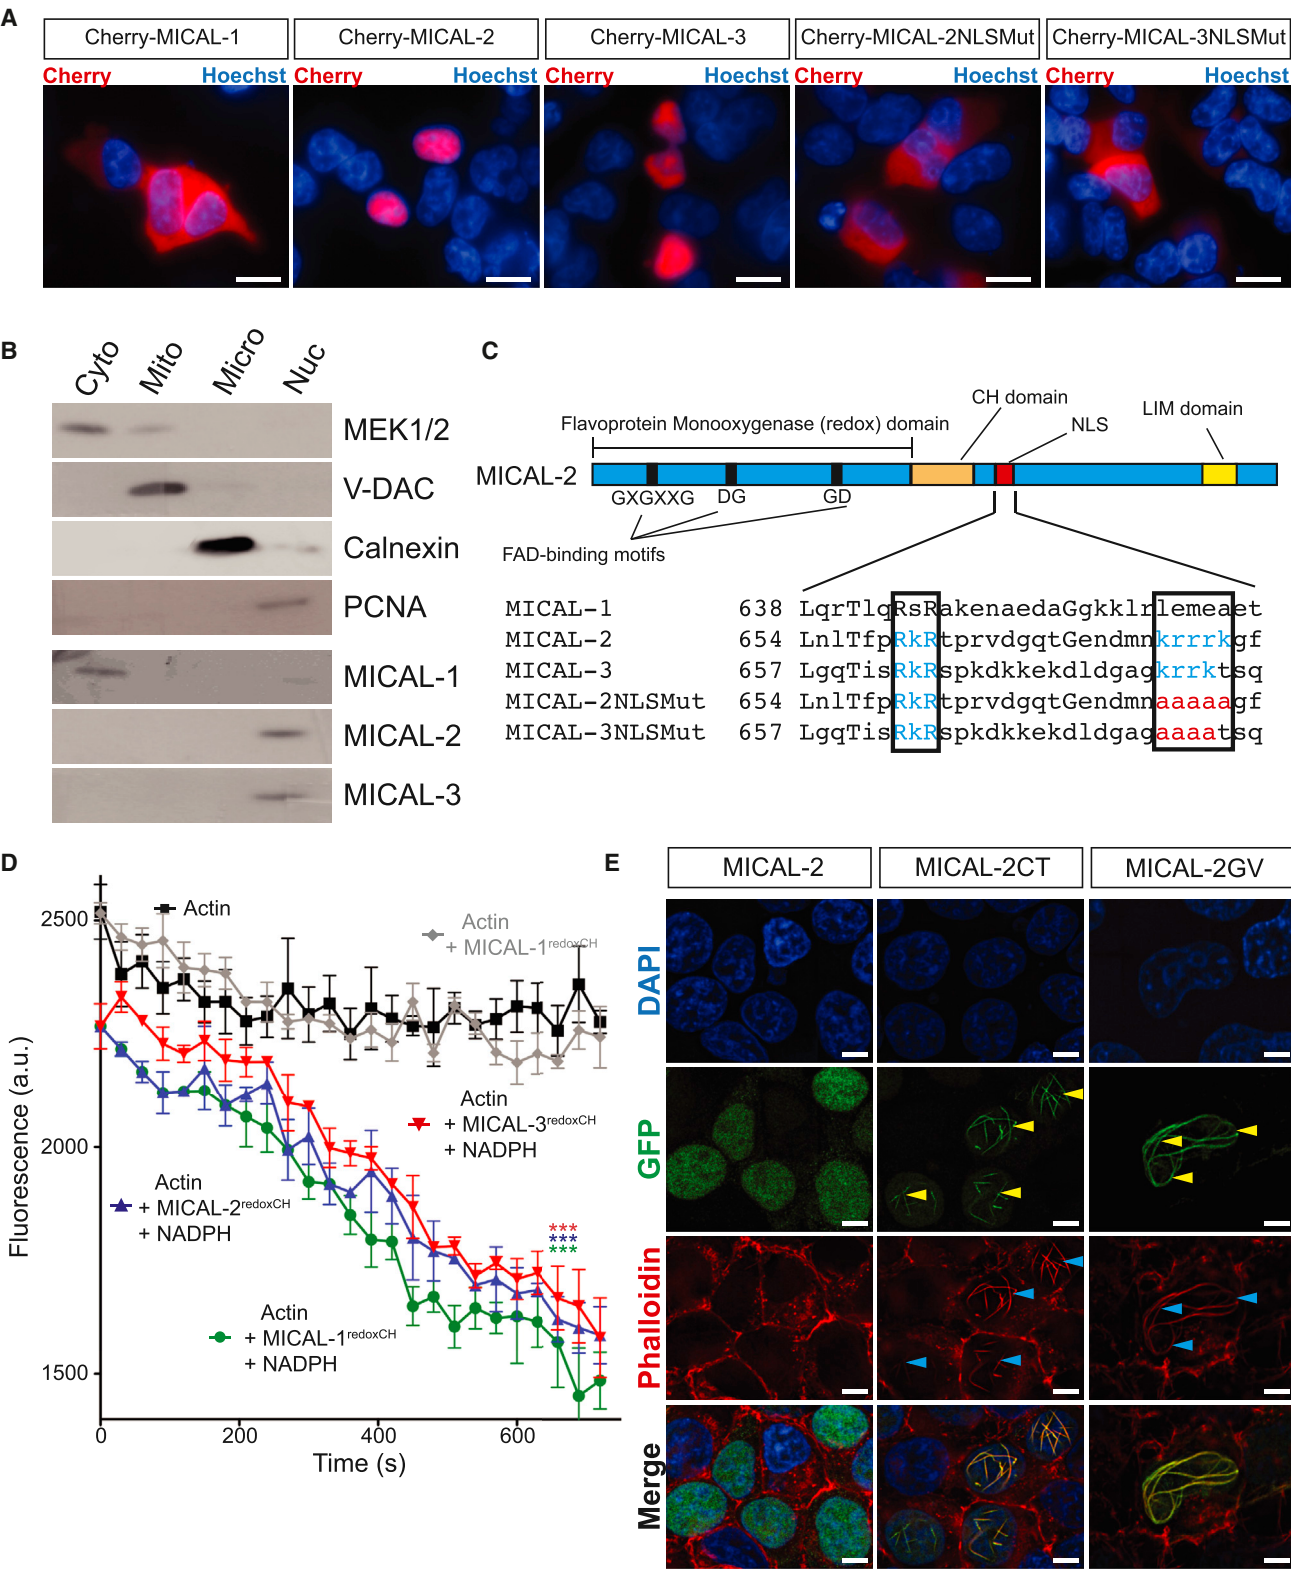 A
Cherry-MICAL-1
Cherry-MICAL-2
Cherry-MICAL-3
Cherry-MICAL-2NLSMut
Cherry-MICAL-3NLSMut
Cherry Hoechst
Cherry Hoechst
Cherry Hoechst
Cherry Hoechst
Cherry Hoechst
B
Cyto
Mito
Micro
Nuc
MEK1/2
V-DAC
Calnexin
PCNA
MICAL-1
MICAL-2
MICAL-3
C
Flavoprotein Monooxygenase (redox) domain
CH domain
NLS
LIM domain
MICAL-2
GXGXXG
DG
GD
FAD-binding motifs
MICAL-1 638 LqrTlqRsRakenaedaGgkklrlemeaet
MICAL-2 654 LnlTfpRkRtprvdgqtGendmnkrrrkgf
MICAL-3 657 LgqTisRkRspkdkkekdldgagkrrktsq
MICAL-2NLSMut 654 LnlTfpRkRtprvdgqtGendmnaaaaagf
MICAL-3NLSMut 657 LgqTisRkRspkdkkekdldgagaaaatsq
D
Fluorescence (a.u.)
2500
2000
1500
0
200
400
600
Time (s)
Actin
Actin
+ MICAL-1redoxCH
Actin
+ MICAL-3redoxCH
+ NADPH
Actin
+ MICAL-2redoxCH
+ NADPH
Actin
+ MICAL-1redoxCH
+ NADPH
***
***
***
E
MICAL-2
MICAL-2CT
MICAL-2GV
DAPI
GFP
Phalloidin
Merge